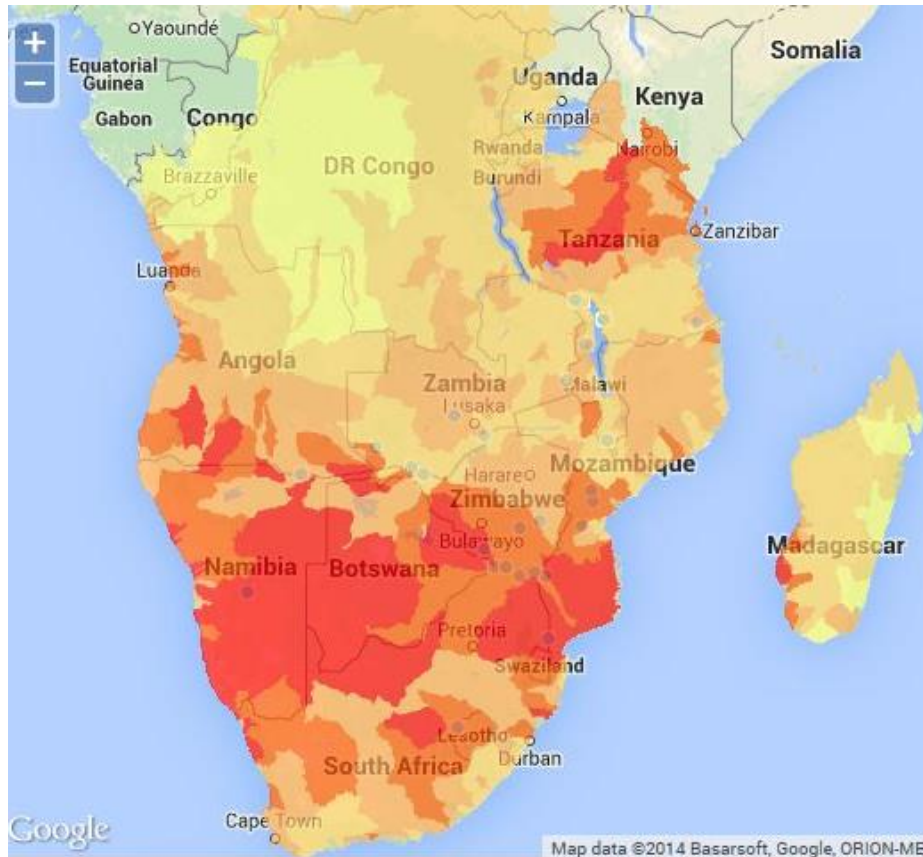 +
−
Yaoundé
Equatorial
Guinea
Gabon
Congo
Uganda
Kampala
Kenya
Somalia
Rwanda
Nairobi
Burundi
DR Congo
Brazzaville
Tanzania
Zanzibar
Luanda
Angola
Zambia
Lusaka
Malawi
Harare
Mozambique
Zimbabwe
Bulawayo
Madagascar
Namibia
Botswana
Pretoria
Swaziland
Lesotho
Durban
South Africa
Cape Town
Google
Map data ©2014 Basarsoft, Google, ORION-ME